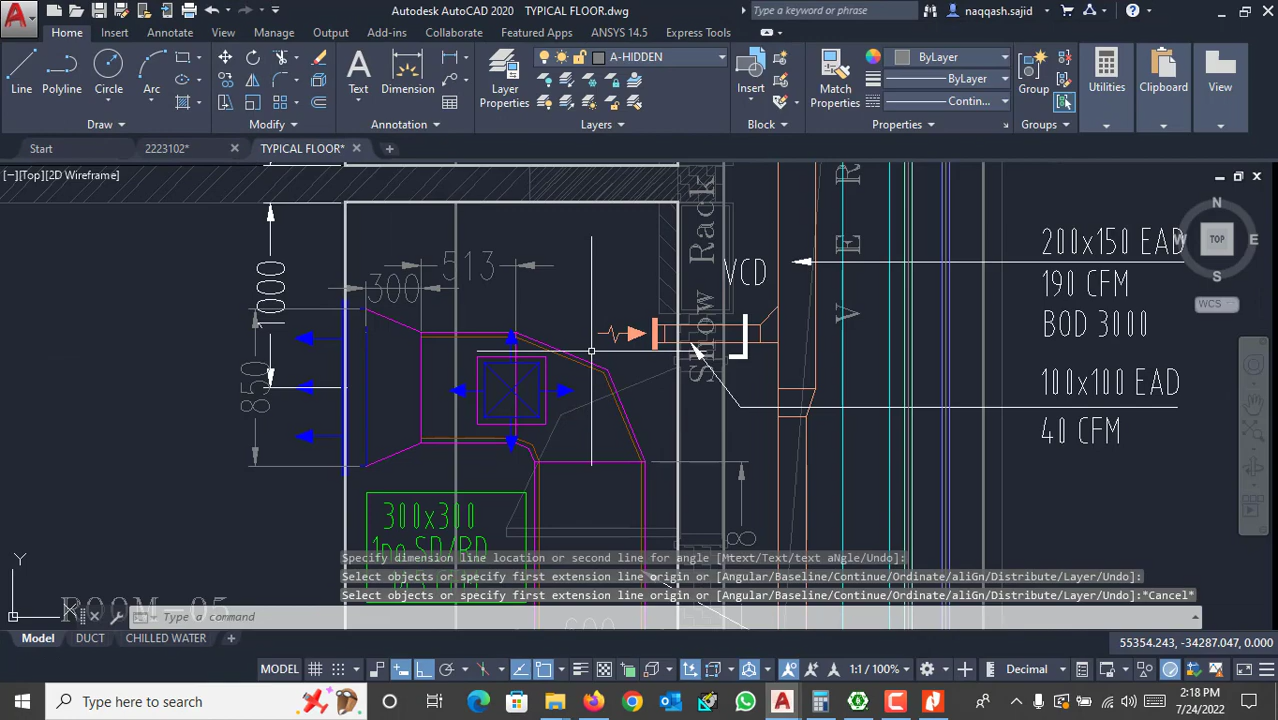 Autodesk AutoCAD 2020 TYPICAL FLOOR.dwg
Type a keyword or phrase
naqqash.sajid
Home Insert Annotate View Manage Output Add-ins Collaborate Featured Apps ANSYS 14.5 Express Tools
Line Polyline Circle Arc
Draw
Modify
Text Dimension
Annotation
Layer Properties
A-HIDDEN
Layers
Insert
Block
Match Properties
ByLayer
ByLayer
Contin...
Properties
Group
Groups
Utilities Clipboard View
Start 2223102* TYPICAL FLOOR*
[−][Top][2D Wireframe]
N
W TOP E
S
WCS
1000
513
300
850
Show Rack
VCD
V E R
200x150 EAD
190 CFM
BOD 3000
100x100 EAD
40 CFM
300x300
ROOM-05
600
8
Y
Specify dimension line location or second line for angle [Mtext/Text/text aNgle/Undo]:
Select objects or specify first extension line origin or [Angular/Baseline/Continue/Ordinate/aliGn/Distribute/Layer/Undo]:
Select objects or specify first extension line origin or [Angular/Baseline/Continue/Ordinate/aliGn/Distribute/Layer/Undo]:*Cancel*
Type a command
Model DUCT CHILLED WATER
55354.243, -34287.047, 0.000
MODEL 1:1 / 100% Decimal
Type here to search
2:18 PM
7/24/2022